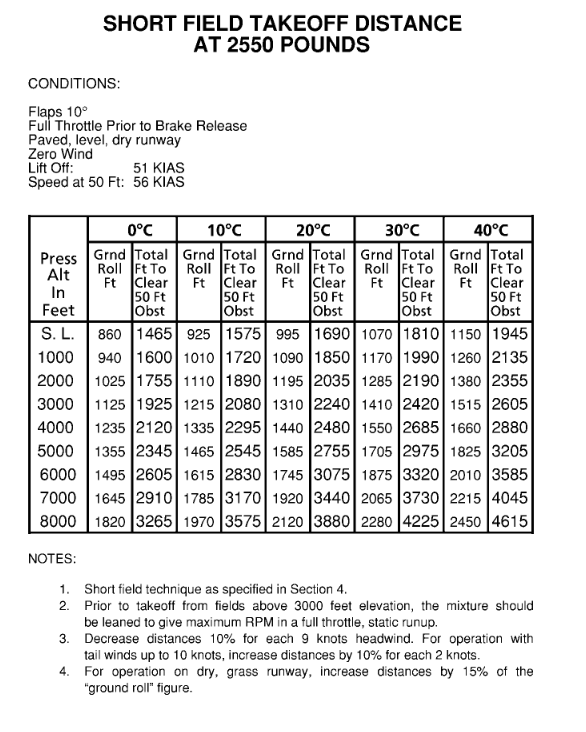 SHORT FIELD TAKEOFF DISTANCE
AT 2550 POUNDS
CONDITIONS:
Flaps 10°
Full Throttle Prior to Brake Release
Paved, level, dry runway
Zero Wind
Lift Off: 51 KIAS
Speed at 50 Ft: 56 KIAS
0°C 10°C 20°C 30°C 40°C
Press Grnd Total Grnd Total Grnd Total Grnd Total Grnd Total
Alt Roll Ft To Roll Ft To Roll Ft To Roll Ft To Roll Ft To
In Ft Clear Ft Clear Ft Clear Ft Clear Ft Clear
Feet 50 Ft 50 Ft 50 Ft 50 Ft 50 Ft
Obst Obst Obst Obst Obst
S. L. 860 1465 925 1575 995 1690 1070 1810 1150 1945
1000 940 1600 1010 1720 1090 1850 1170 1990 1260 2135
2000 1025 1755 1110 1890 1195 2035 1285 2190 1380 2355
3000 1125 1925 1215 2080 1310 2240 1410 2420 1515 2605
4000 1235 2120 1335 2295 1440 2480 1550 2685 1660 2880
5000 1355 2345 1465 2545 1585 2755 1705 2975 1825 3205
6000 1495 2605 1615 2830 1745 3075 1875 3320 2010 3585
7000 1645 2910 1785 3170 1920 3440 2065 3730 2215 4045
8000 1820 3265 1970 3575 2120 3880 2280 4225 2450 4615
NOTES:
1. Short field technique as specified in Section 4.
2. Prior to takeoff from fields above 3000 feet elevation, the mixture should
be leaned to give maximum RPM in a full throttle, static runup.
3. Decrease distances 10% for each 9 knots headwind. For operation with
tail winds up to 10 knots, increase distances by 10% for each 2 knots.
4. For operation on dry, grass runway, increase distances by 15% of the
"ground roll" figure.